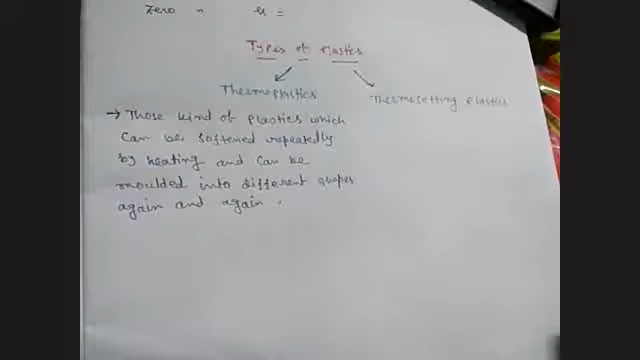 Zero
Types of Plastics
Thermoplastics
Thermosetting Plastics
→ Those kind of plastics which
can be softened repeatedly
by heating and can be
moulded into different shapes
again and again.